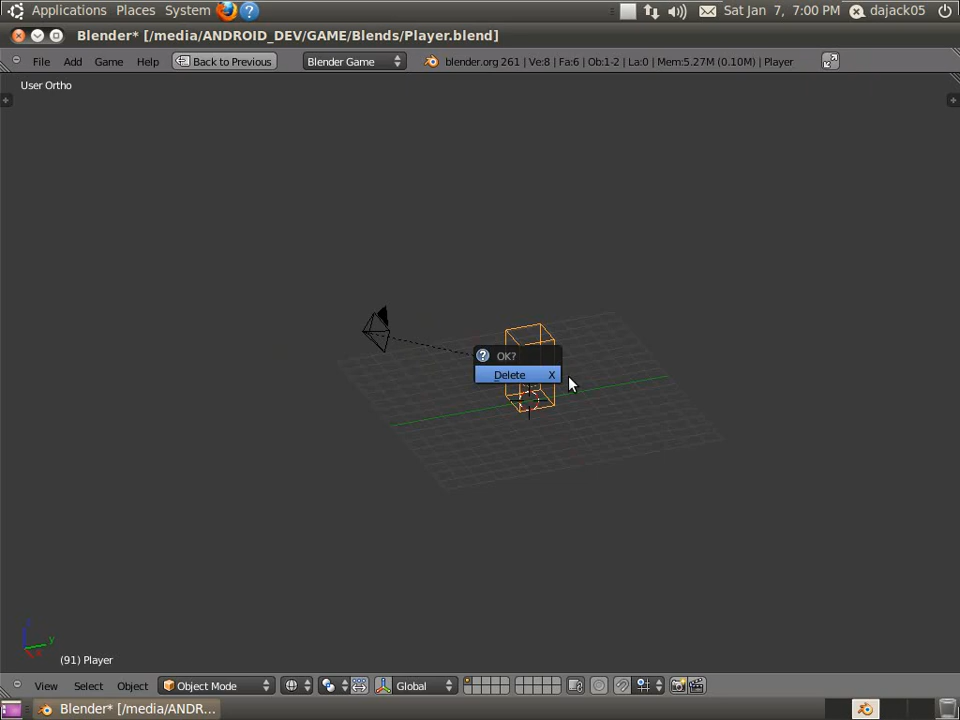 Applications Places System Sat Jan 7, 7:00 PM dajack05
Blender* [/media/ANDROID_DEV/GAME/Blends/Player.blend]
File Add Game Help Back to Previous Blender Game blender.org 261 | Ve:8 | Fa:6 | Ob:1-2 | La:0 | Mem:5.27M (0.10M) | Player
User Ortho
OK?
Delete X
z
y
x
(91) Player
View Select Object Object Mode Global
Blender* [/media/ANDR...